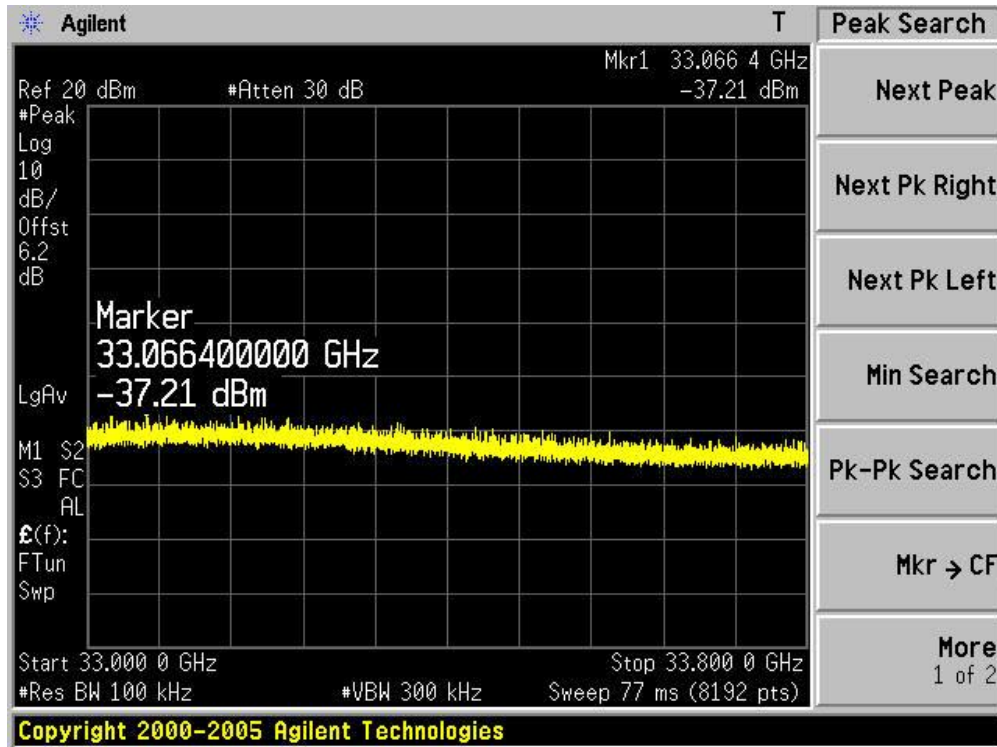 Agilent T
Peak Search
Mkr1 33.066 4 GHz
Ref 20 dBm #Atten 30 dB -37.21 dBm
#Peak
Log
10
dB/
Offst
6.2
dB
Marker
33.066400000 GHz
-37.21 dBm
LgAv
M1 S2
S3 FC
AL
£(f):
FTun
Swp
Start 33.000 0 GHz Stop 33.800 0 GHz
#Res BW 100 kHz #VBW 300 kHz Sweep 77 ms (8192 pts)
Copyright 2000-2005 Agilent Technologies
Next Peak
Next Pk Right
Next Pk Left
Min Search
Pk-Pk Search
Mkr → CF
More
1 of 2